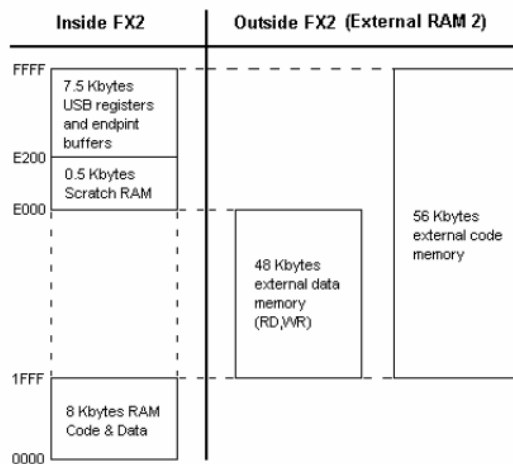 Inside FX2
Outside FX2 (External RAM 2)
FFFF
7.5 Kbytes
USB registers
and endpint
buffers
E200
0.5 Kbytes
Scratch RAM
E000
48 Kbytes
external data
memory
(RD,WR)
56 Kbytes
external code
memory
1FFF
8 Kbytes RAM
Code & Data
0000